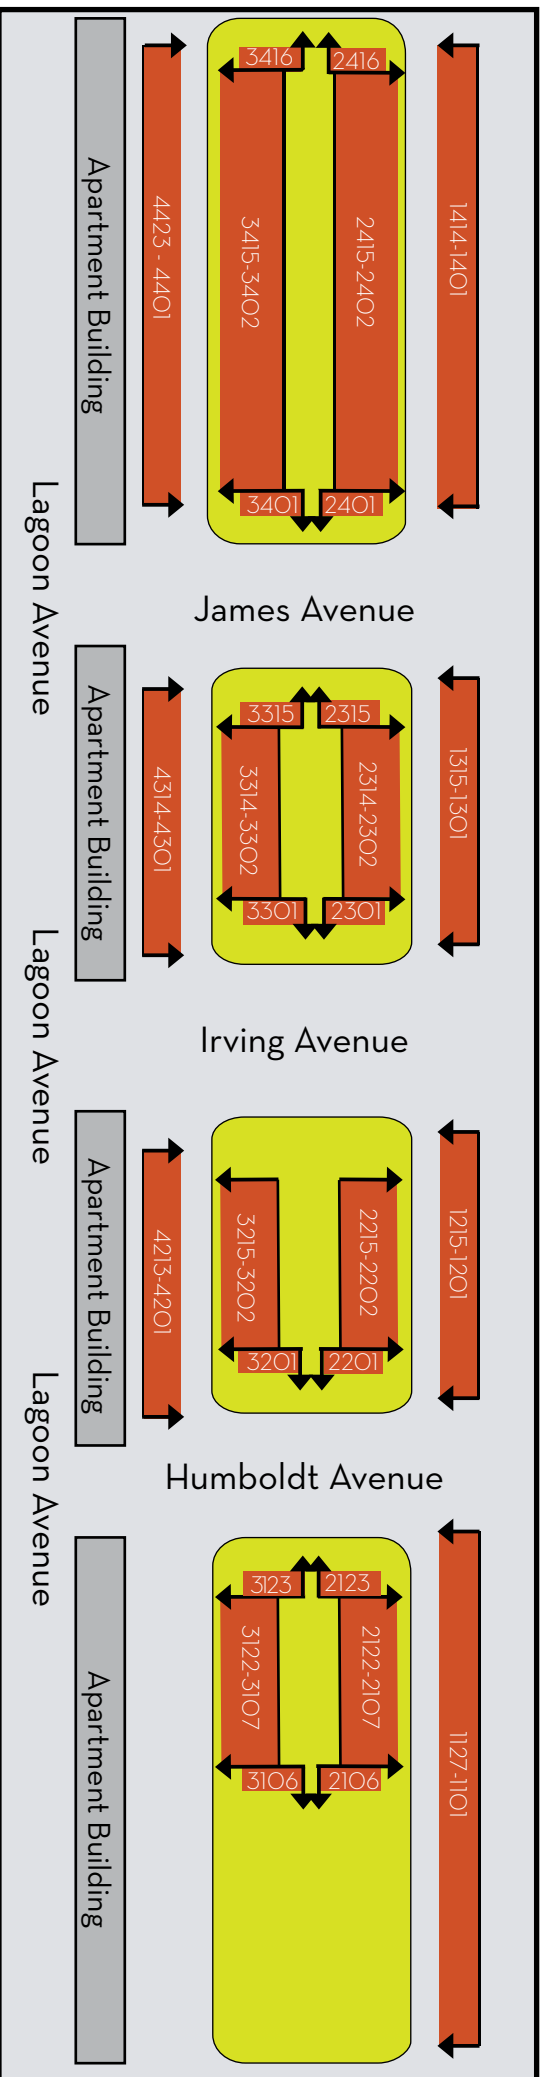 3416
2416
Apartment Building
4423 - 4401
3415-3402
2415-2402
1414-1401
3401
2401
Lagoon Avenue
James Avenue
3315
2315
Apartment Building
4314-4301
3314-3302
2314-2302
1315-1301
3301
2301
Lagoon Avenue
Irving Avenue
Apartment Building
4213-4201
3215-3202
2215-2202
1215-1201
3201
2201
Lagoon Avenue
Humboldt Avenue
3123
2123
Apartment Building
3122-3107
2122-2107
1127-1101
3106
2106